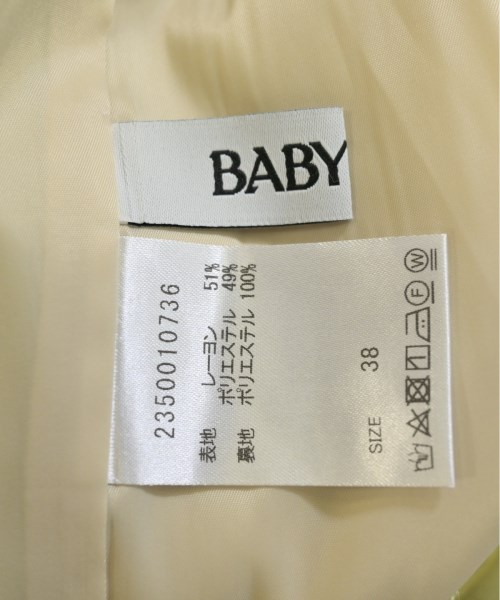 BABY
2350010736
表地 レーヨン 51%
ポリエステル 49%
裏地 ポリエステル 100%
SIZE 38
F W